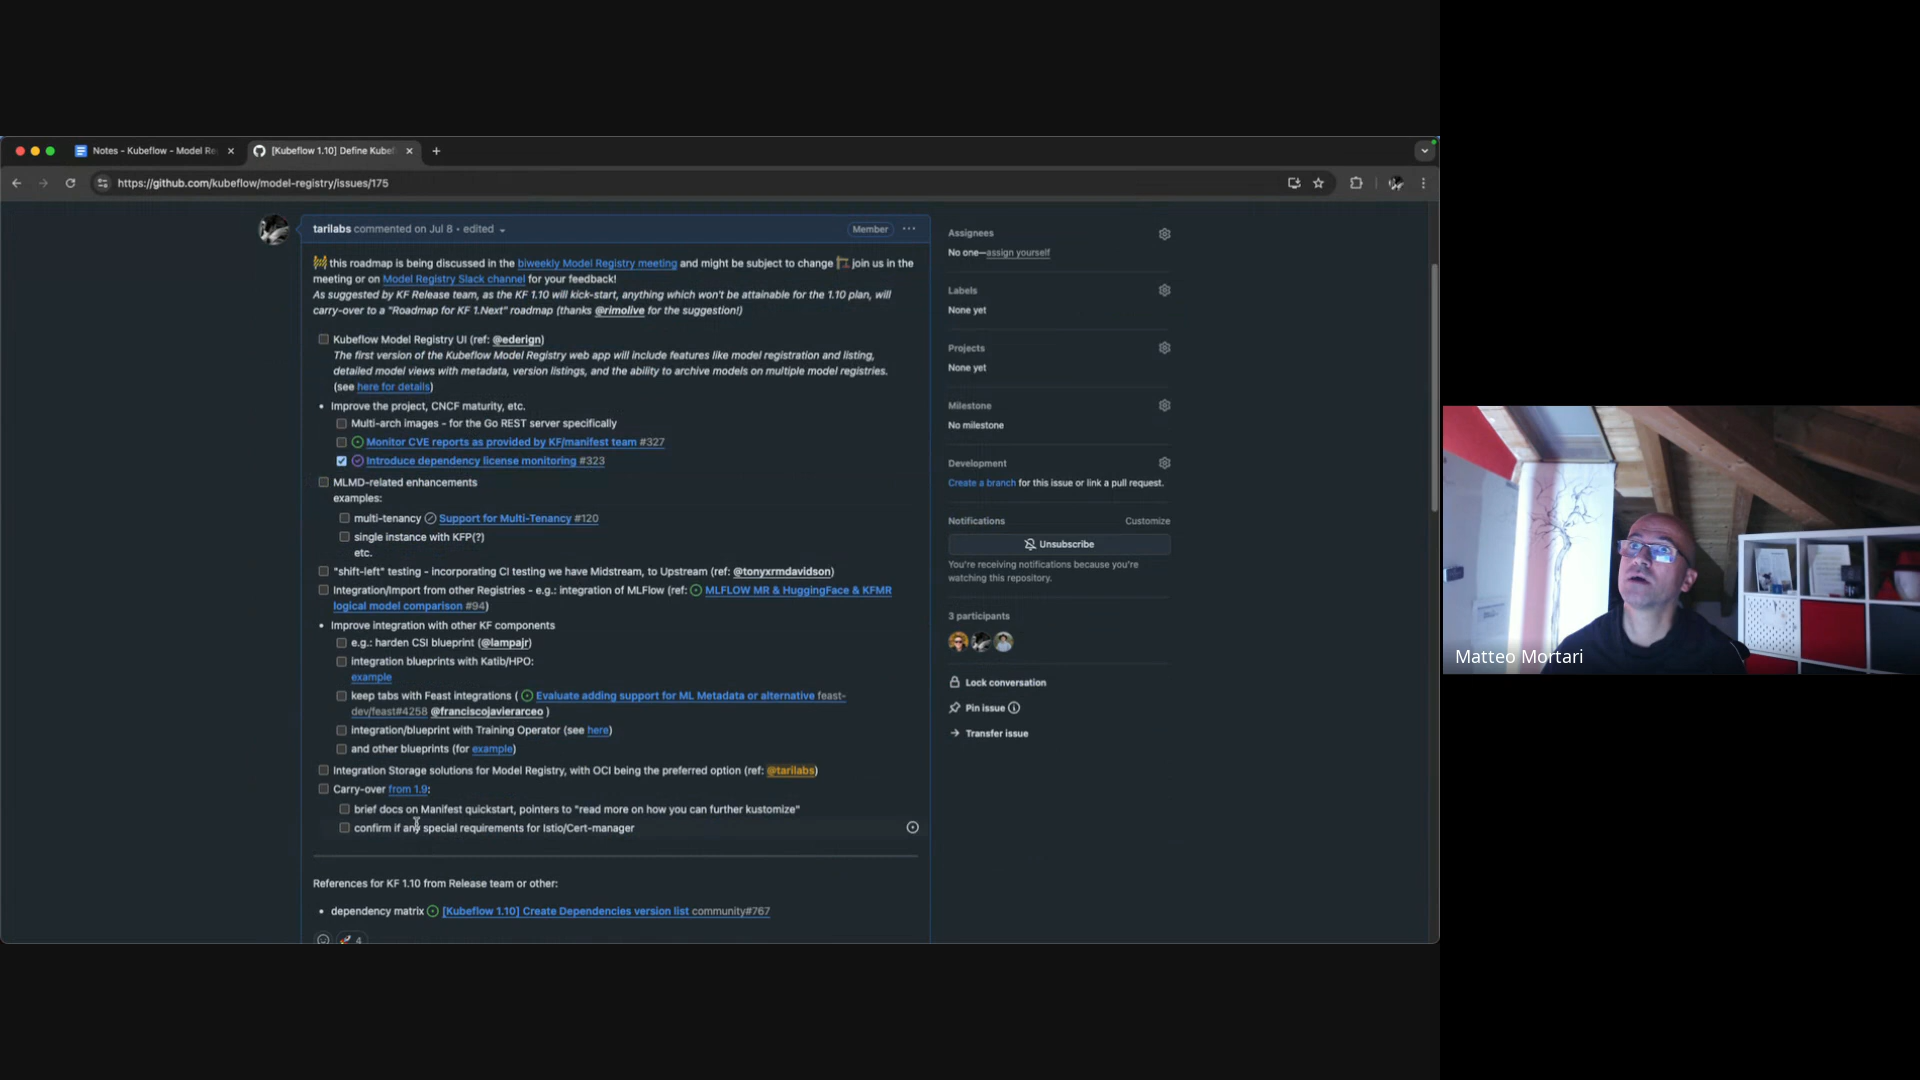 Notes - Kubeflow - Model Re
[Kubeflow 1.10] Define Kubef
https://github.com/kubeflow/model-registry/issues/175
tarilabs commented on Jul 8 • edited
Member
this roadmap is being discussed in the biweekly Model Registry meeting and might be subject to change join us in the
meeting or on Model Registry Slack channel for your feedback!
As suggested by KF Release team, as the KF 1.10 will kick-start, anything which won't be attainable for the 1.10 plan, will
carry-over to a "Roadmap for KF 1.Next" roadmap (thanks @rimolive for the suggestion!)
Kubeflow Model Registry UI (ref: @ederign)
The first version of the Kubeflow Model Registry web app will include features like model registration and listing,
detailed model views with metadata, version listings, and the ability to archive models on multiple model registries.
(see here for details)
• Improve the project, CNCF maturity, etc.
Multi-arch images - for the Go REST server specifically
Monitor CVE reports as provided by KF/manifest team #327
Introduce dependency license monitoring #323
MLMD-related enhancements
examples:
multi-tenancy Support for Multi-Tenancy #120
single instance with KFP(?)
etc.
"shift-left" testing - incorporating CI testing we have Midstream, to Upstream (ref: @tonyxrmdavidson)
Integration/Import from other Registries - e.g.: integration of MLFlow (ref: MLFLOW MR & HuggingFace & KFMR
logical model comparison #94)
• Improve integration with other KF components
e.g.: harden CSI blueprint (@lampajr)
integration blueprints with Katib/HPO:
example
keep tabs with Feast integrations ( Evaluate adding support for ML Metadata or alternative feast-
dev/feast#4258 @franciscojavierarceo )
integration/blueprint with Training Operator (see here)
and other blueprints (for example)
Integration Storage solutions for Model Registry, with OCI being the preferred option (ref: @tarilabs)
Carry-over from 1.9:
brief docs on Manifest quickstart, pointers to "read more on how you can further kustomize"
confirm if any special requirements for Istio/Cert-manager
References for KF 1.10 from Release team or other:
• dependency matrix [Kubeflow 1.10] Create Dependencies version list community#767
4
Assignees
No one—assign yourself
Labels
None yet
Projects
None yet
Milestone
No milestone
Development
Create a branch for this issue or link a pull request.
Notifications
Customize
Unsubscribe
You're receiving notifications because you're
watching this repository.
3 participants
Lock conversation
Pin issue
Transfer issue
Matteo Mortari